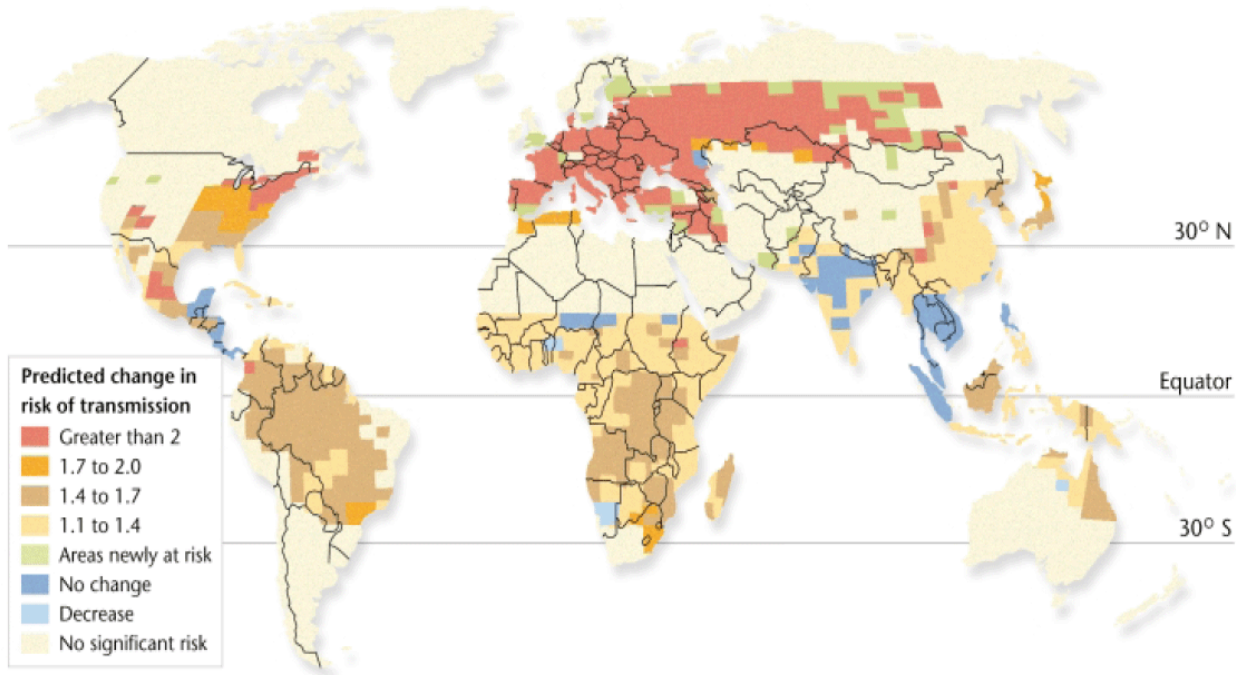 30° N
Equator
30° S
Predicted change in
risk of transmission
Greater than 2
1.7 to 2.0
1.4 to 1.7
1.1 to 1.4
Areas newly at risk
No change
Decrease
No significant risk